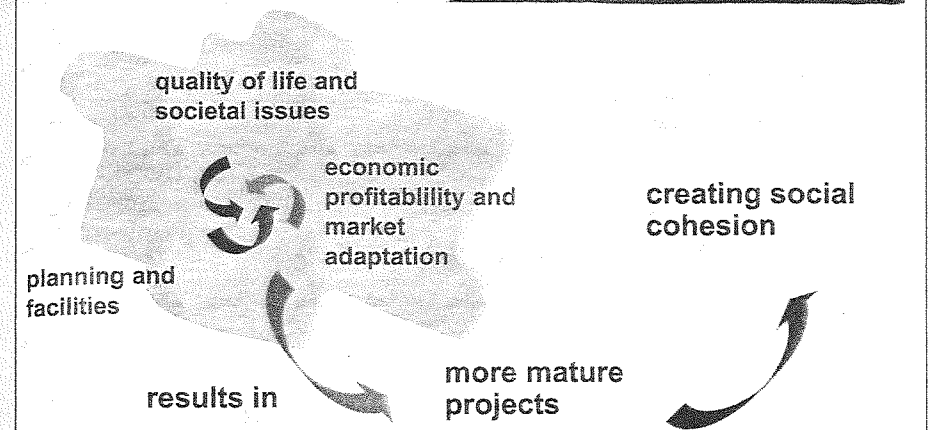 quality of life and
societal issues
economic
profitablility and
market
adaptation
planning and
facilities
results in
more mature
projects
creating social
cohesion